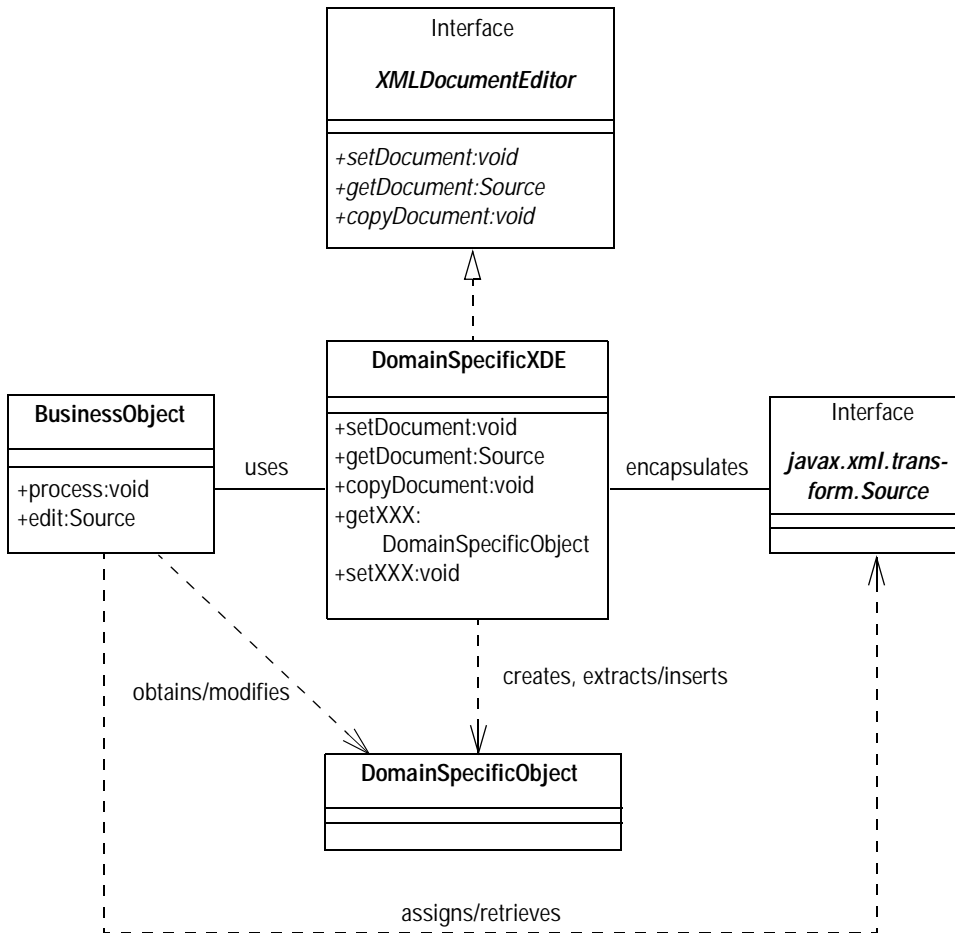 Interface
XMLDocumentEditor
+setDocument:void
+getDocument:Source
+copyDocument:void
DomainSpecificXDE
+setDocument:void
+getDocument:Source
+copyDocument:void
+getXXX:
DomainSpecificObject
+setXXX:void
BusinessObject
+process:void
+edit:Source
uses
encapsulates
Interface
javax.xml.trans-
form.Source
obtains/modifies
creates, extracts/inserts
DomainSpecificObject
assigns/retrieves